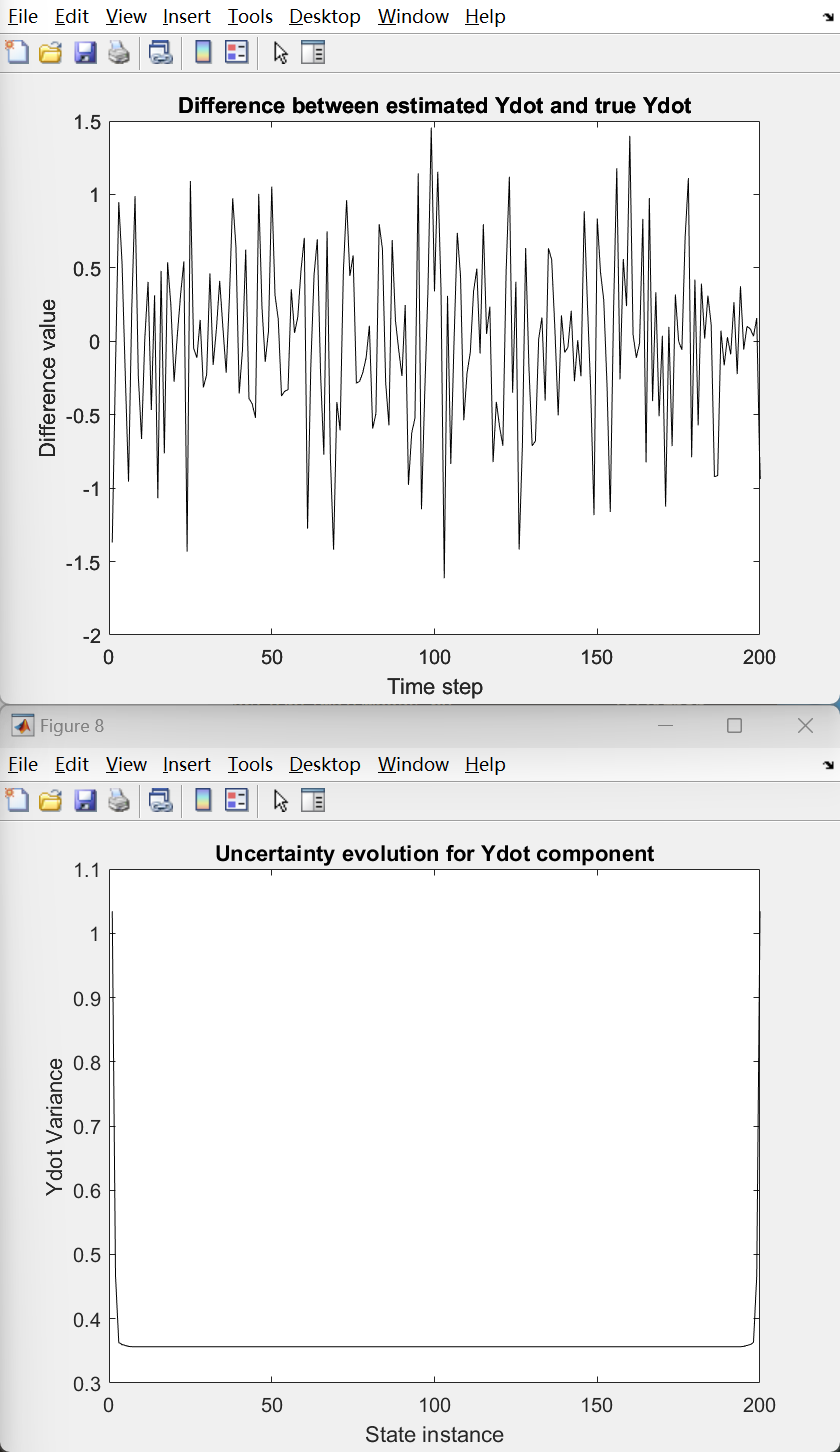 File Edit View Insert Tools Desktop Window Help
Difference between estimated Ydot and true Ydot
1.5
1
0.5
0
-0.5
-1
-1.5
-2
Difference value
0 50 100 150 200
Time step
Figure 8
File Edit View Insert Tools Desktop Window Help
Uncertainty evolution for Ydot component
1.1
1
0.9
0.8
0.7
0.6
0.5
0.4
0.3
Ydot Variance
0 50 100 150 200
State instance